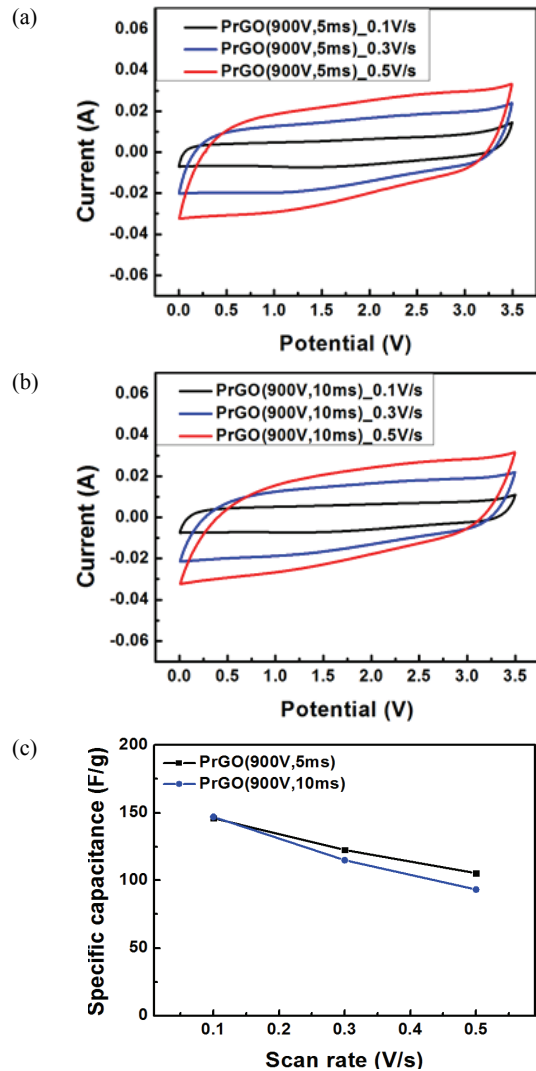 (a)
PrGO(900V,5ms)_0.1V/s
PrGO(900V,5ms)_0.3V/s
PrGO(900V,5ms)_0.5V/s
0.06
0.04
0.02
0.00
-0.02
-0.04
-0.06
Current (A)
0.0 0.5 1.0 1.5 2.0 2.5 3.0 3.5
Potential (V)
(b)
PrGO(900V,10ms)_0.1V/s
PrGO(900V,10ms)_0.3V/s
PrGO(900V,10ms)_0.5V/s
0.06
0.04
0.02
0.00
-0.02
-0.04
-0.06
Current (A)
0.0 0.5 1.0 1.5 2.0 2.5 3.0 3.5
Potential (V)
(c)
PrGO(900V,5ms)
PrGO(900V,10ms)
200
150
100
50
0
Specific capacitance (F/g)
0.1 0.2 0.3 0.4 0.5
Scan rate (V/s)